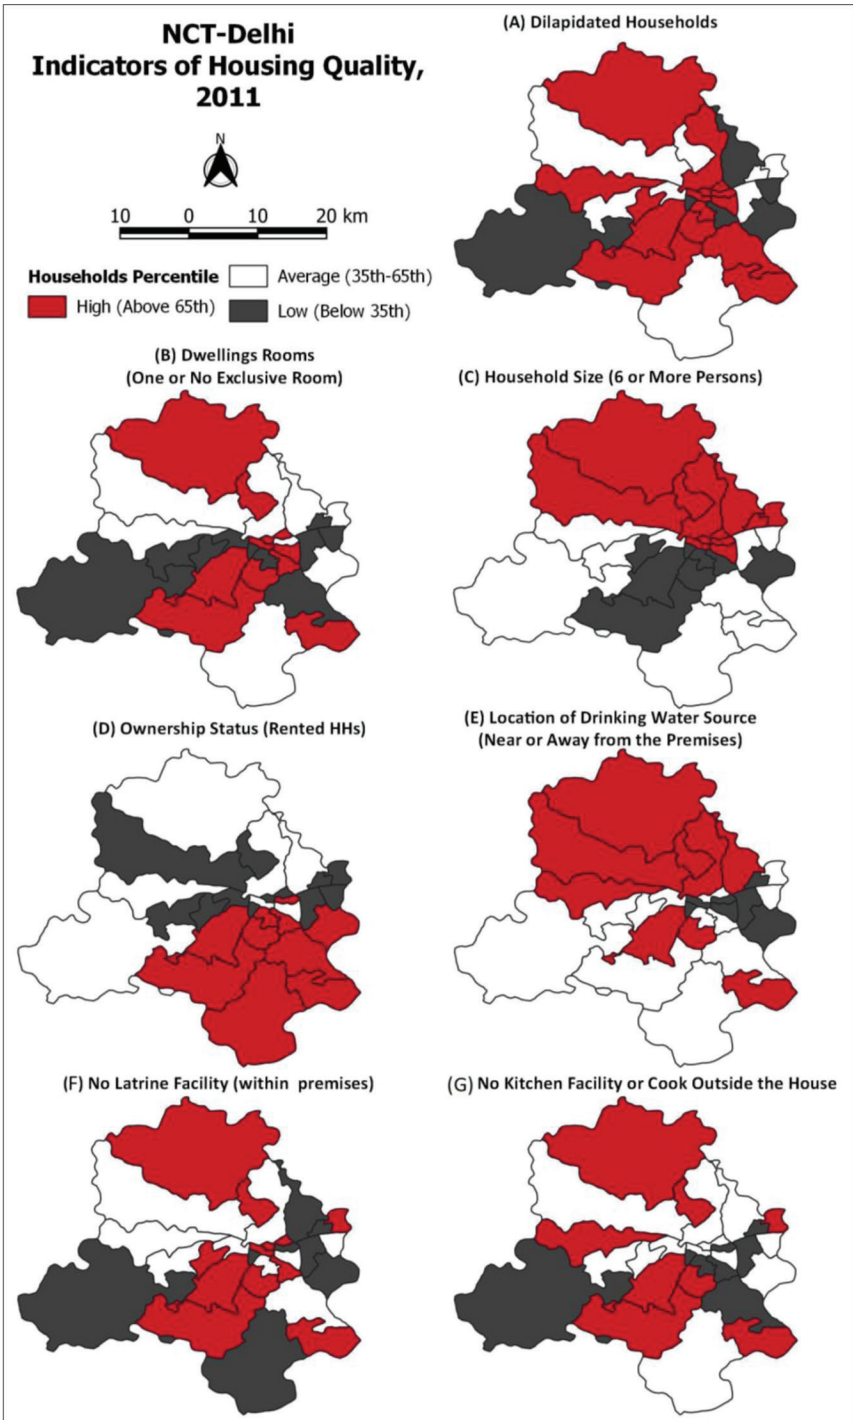 NCT-Delhi
Indicators of Housing Quality,
2011
N
10 0 10 20 km
Households Percentile
Average (35th-65th)
High (Above 65th)
Low (Below 35th)
(A) Dilapidated Households
(B) Dwellings Rooms
(One or No Exclusive Room)
(C) Household Size (6 or More Persons)
(D) Ownership Status (Rented HHs)
(E) Location of Drinking Water Source
(Near or Away from the Premises)
(F) No Latrine Facility (within premises)
(G) No Kitchen Facility or Cook Outside the House